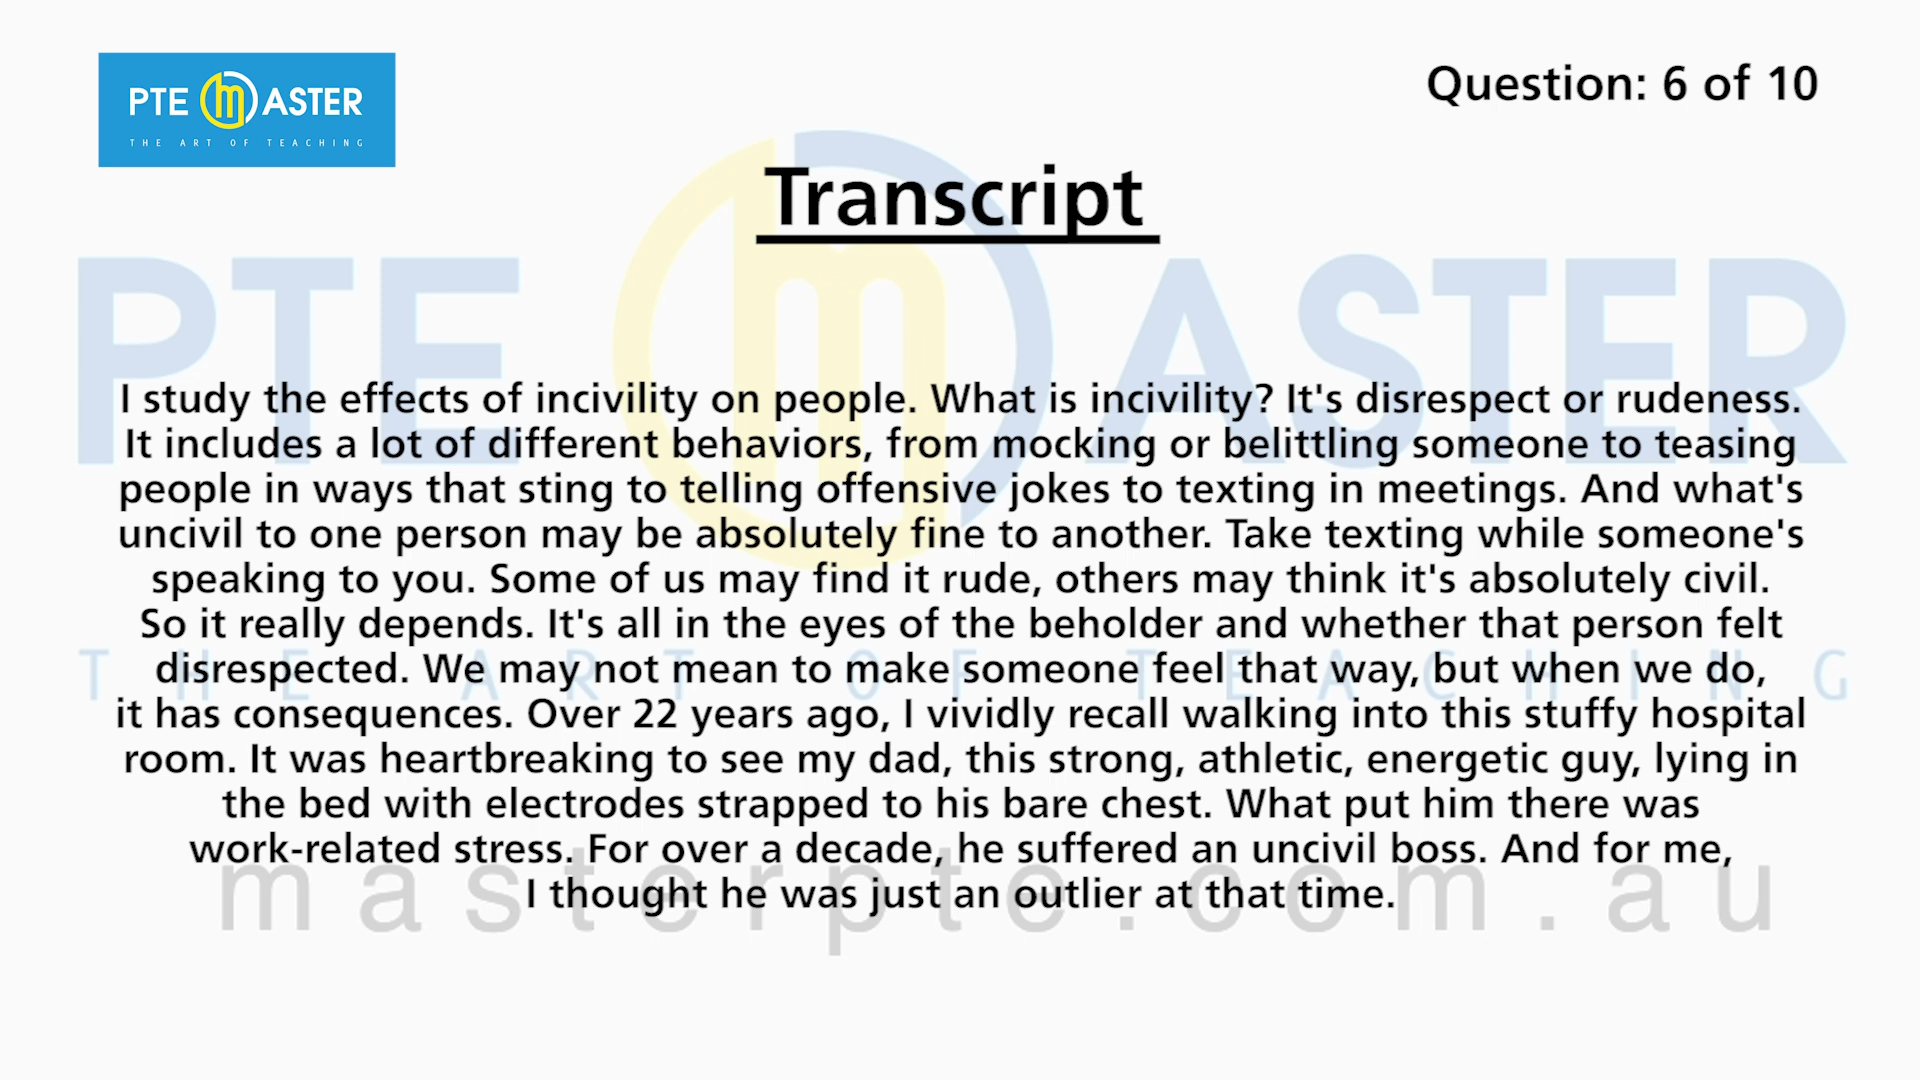 PTE MASTER
THE ART OF TEACHING
Question: 6 of 10
Transcript
I study the effects of incivility on people. What is incivility? It's disrespect or rudeness.
It includes a lot of different behaviors, from mocking or belittling someone to teasing
people in ways that sting to telling offensive jokes to texting in meetings. And what's
uncivil to one person may be absolutely fine to another. Take texting while someone's
speaking to you. Some of us may find it rude, others may think it's absolutely civil.
So it really depends. It's all in the eyes of the beholder and whether that person felt
disrespected. We may not mean to make someone feel that way, but when we do,
it has consequences. Over 22 years ago, I vividly recall walking into this stuffy hospital
room. It was heartbreaking to see my dad, this strong, athletic, energetic guy, lying in
the bed with electrodes strapped to his bare chest. What put him there was
work-related stress. For over a decade, he suffered an uncivil boss. And for me,
I thought he was just an outlier at that time.
PTE MASTER
THE ART OF TEACHING
masterpte.com.au